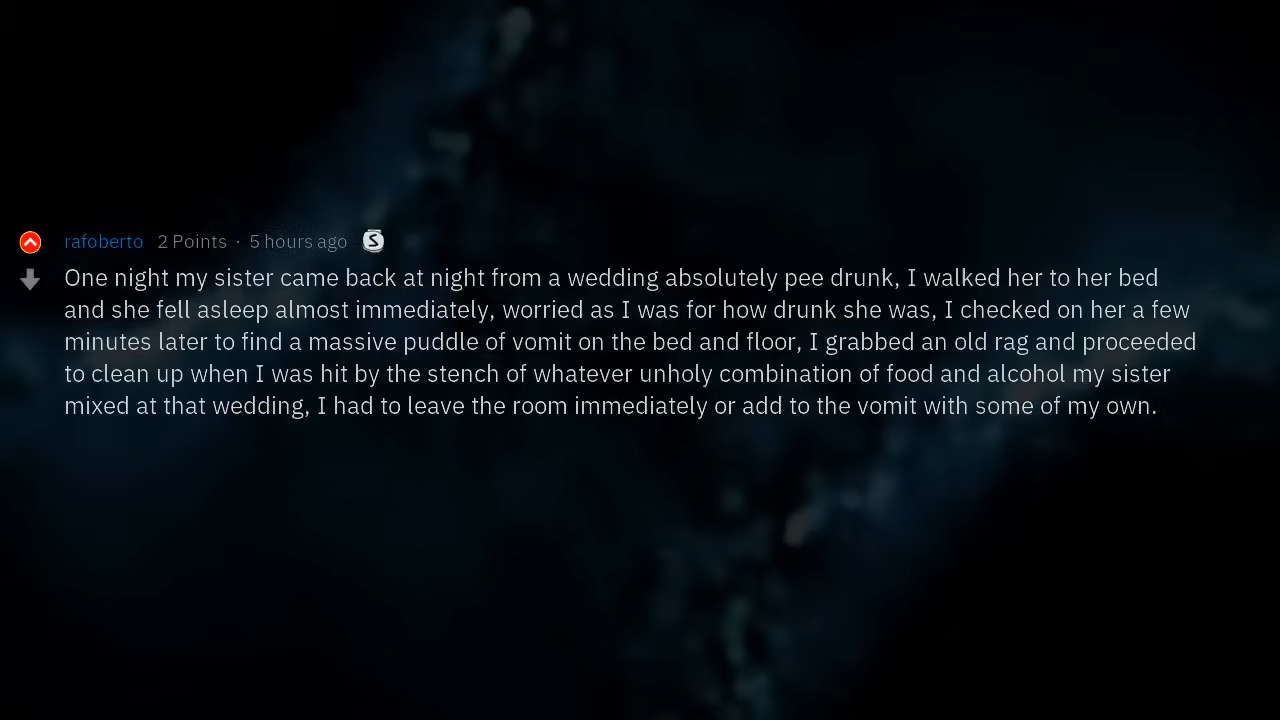 rafoberto 2 Points · 5 hours ago S
One night my sister came back at night from a wedding absolutely pee drunk, I walked her to her bed
and she fell asleep almost immediately, worried as I was for how drunk she was, I checked on her a few
minutes later to find a massive puddle of vomit on the bed and floor, I grabbed an old rag and proceeded
to clean up when I was hit by the stench of whatever unholy combination of food and alcohol my sister
mixed at that wedding, I had to leave the room immediately or add to the vomit with some of my own.